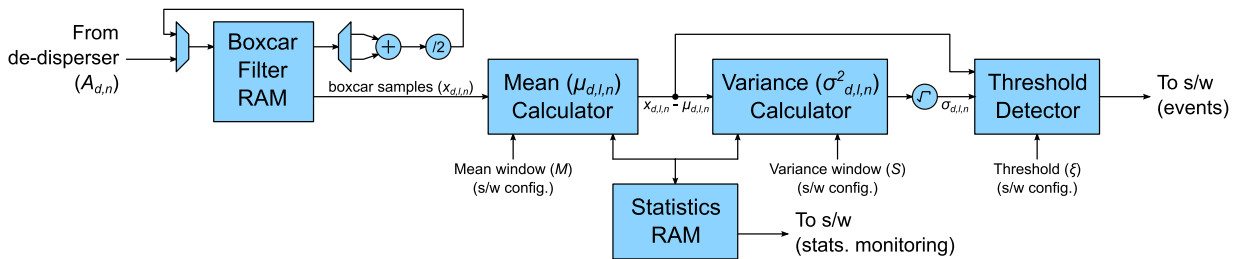 From
de-disperser
(A_{d,n})
Boxcar
Filter
RAM
+
/2
boxcar samples (x_{d,l,n})
Mean (μ_{d,l,n})
Calculator
x_{d,l,n} - μ_{d,l,n}
Variance (σ²_{d,l,n})
Calculator
√
σ_{d,l,n}
Threshold
Detector
To s/w
(events)
Mean window (M)
(s/w config.)
Variance window (S)
(s/w config.)
Threshold (ξ)
(s/w config.)
Statistics
RAM
To s/w
(stats. monitoring)